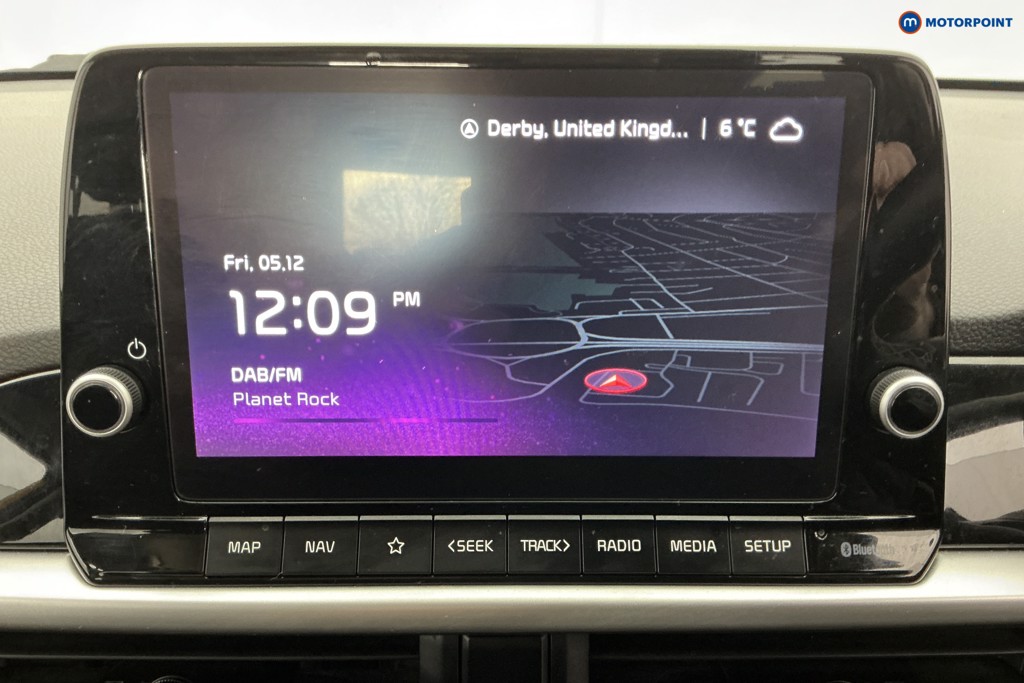 MOTORPOINT
Derby, United Kingd... | 6 °C
Fri, 05.12
12:09 PM
DAB/FM
Planet Rock
MAP NAV <SEEK TRACK> RADIO MEDIA SETUP
Bluetooth